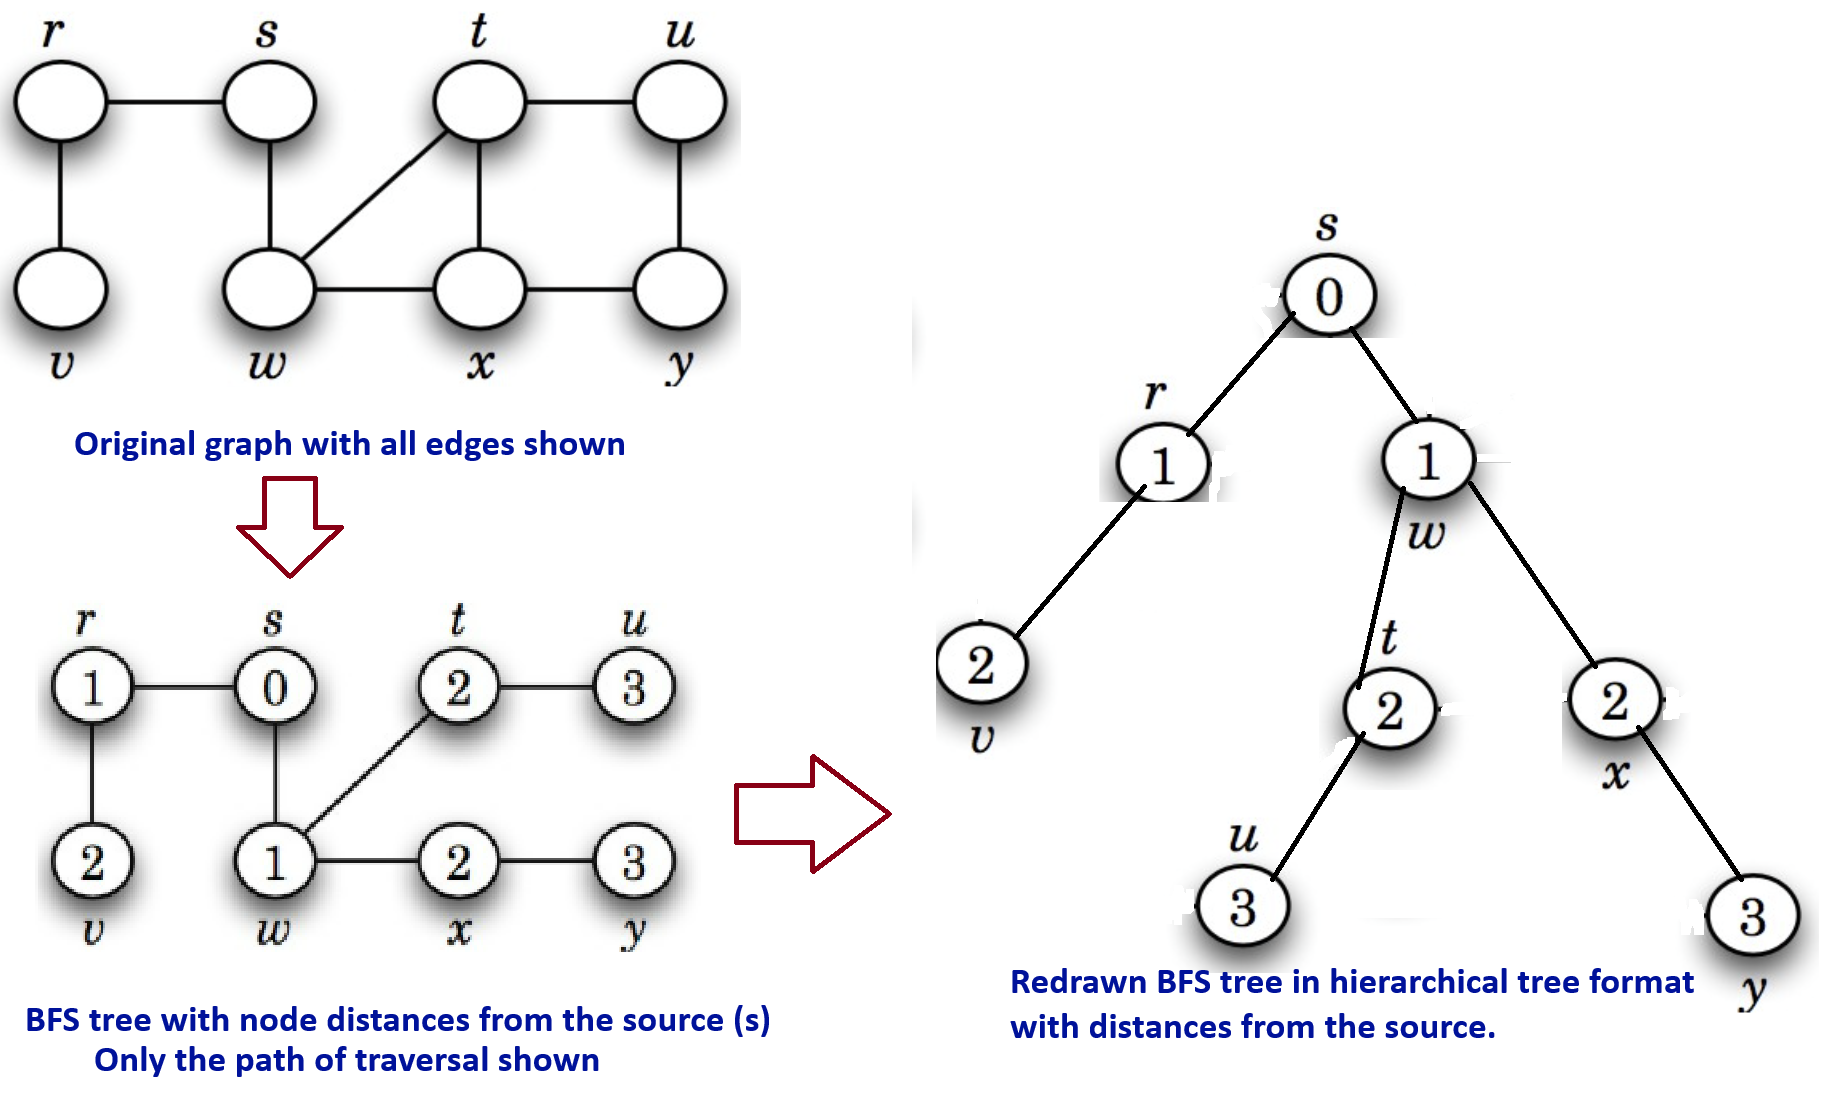 r s t u
v w x y
Original graph with all edges shown
r s t u
1 0 2 3
2 1 2 3
v w x y
BFS tree with node distances from the source (s)
Only the path of traversal shown
s
0
r
1 1
w
t
2 2 2
v x
u
3 3
y
Redrawn BFS tree in hierarchical tree format
with distances from the source.